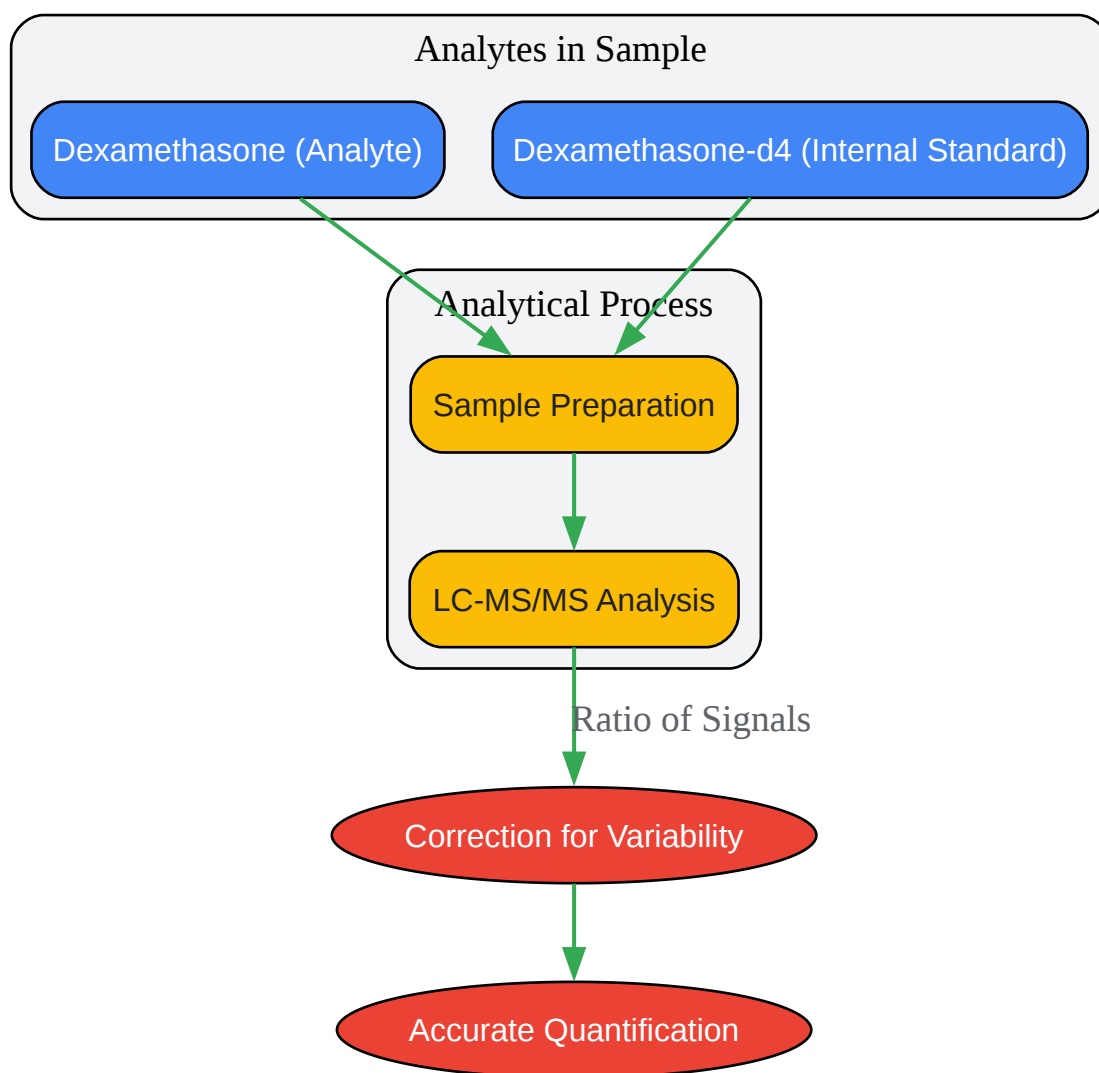 Analytes in Sample
Dexamethasone (Analyte)
Dexamethasone-d4 (Internal Standard)
Analytical Process
Sample Preparation
LC-MS/MS Analysis
Ratio of Signals
Correction for Variability
Accurate Quantification